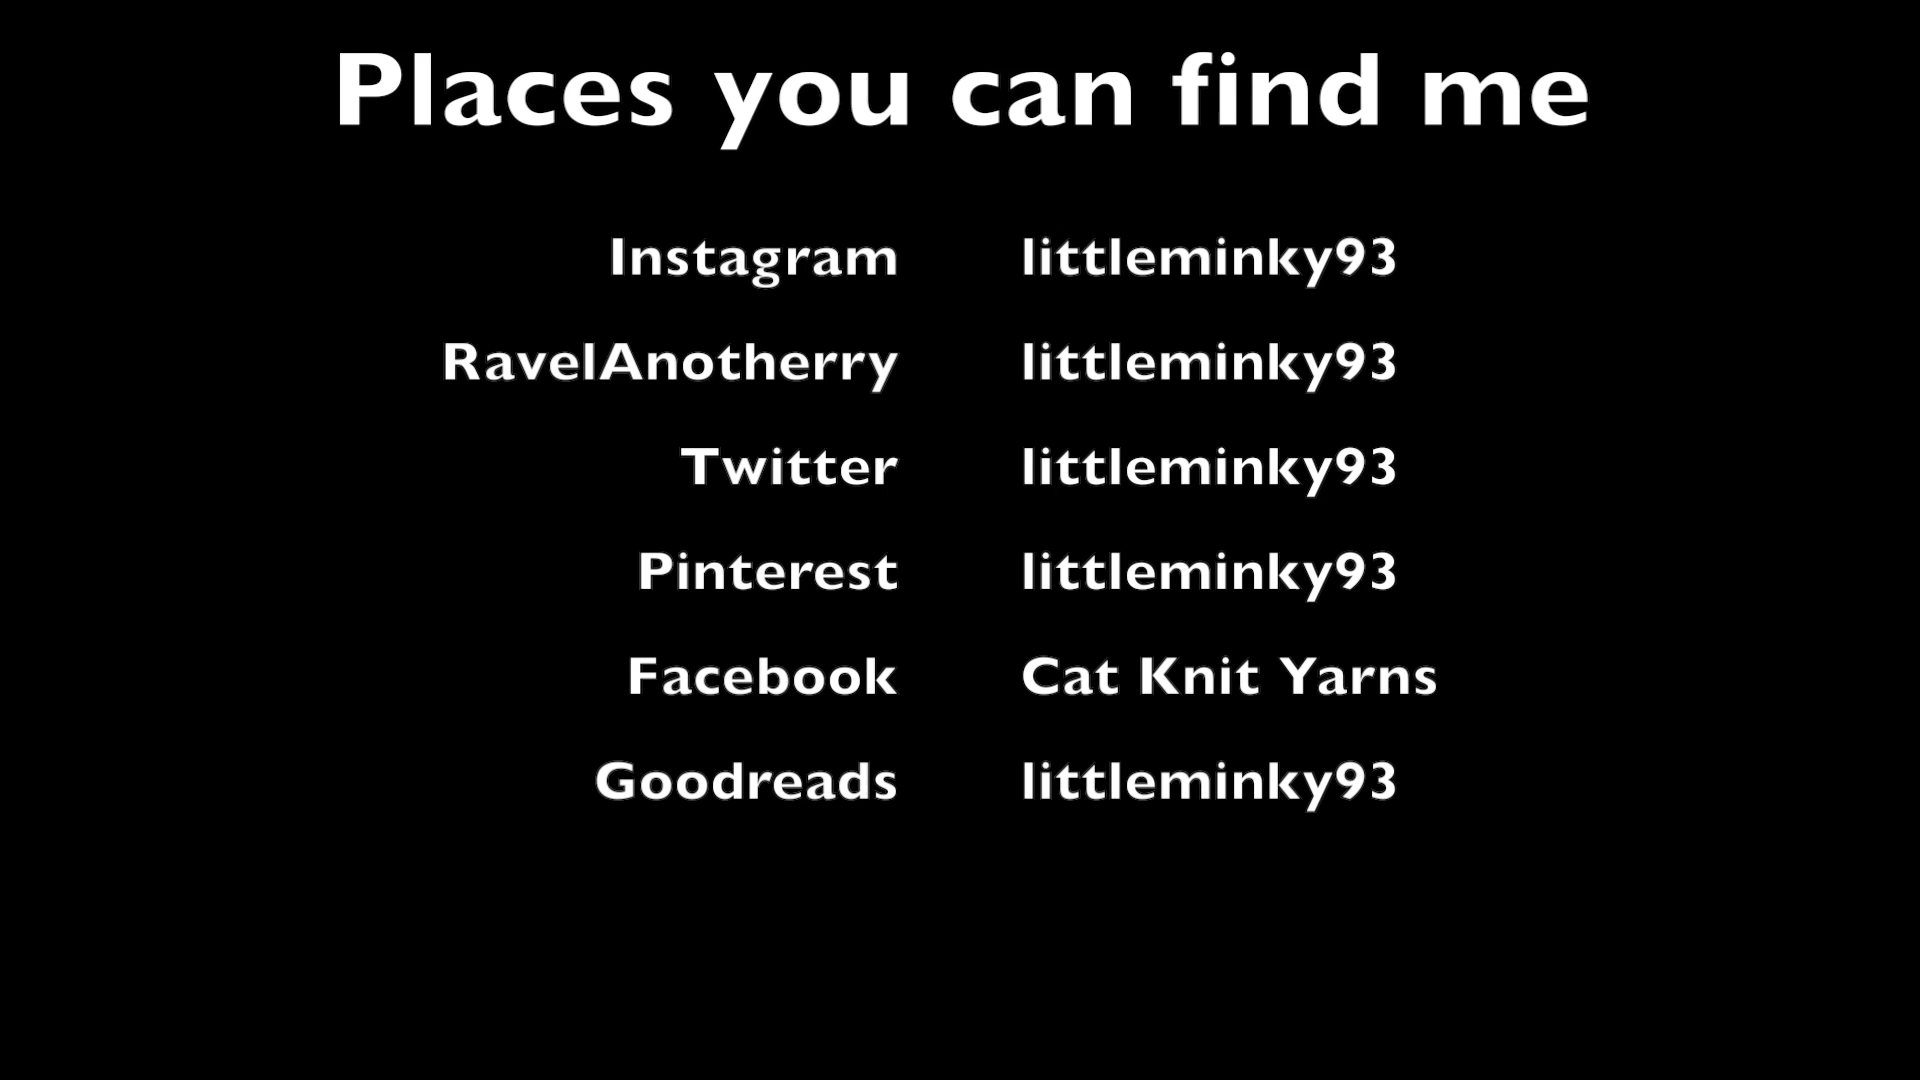 Places you can find me
Instagram littleminky93
RavelAnotherry littleminky93
Twitter littleminky93
Pinterest littleminky93
Facebook Cat Knit Yarns
Goodreads littleminky93